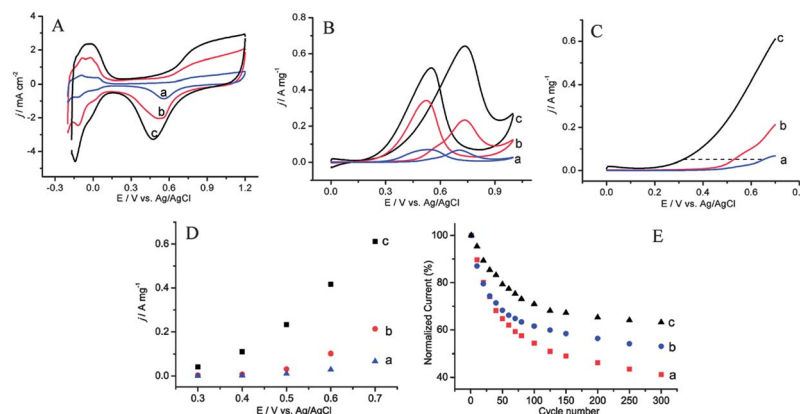 A
j / mA cm⁻²
4
2
0
-2
-4
a
b
c
-0.3 0.0 0.3 0.6 0.9 1.2
E / V vs. Ag/AgCl
B
j / A mg⁻¹
0.8
0.6
0.4
0.2
0.0
c
b
a
0.0 0.3 0.6 0.9
E / V vs. Ag/AgCl
C
j / A mg⁻¹
0.6
0.4
0.2
0.0
c
b
a
0.0 0.2 0.4 0.6 0.8
E / V vs. Ag/AgCl
D
j / A mg⁻¹
0.6
0.4
0.2
0.0
c
b
a
0.3 0.4 0.5 0.6 0.7
E / V vs. Ag/AgCl
E
Normalized Current (%)
100
80
60
40
c
b
a
0 50 100 150 200 250 300
Cycle number